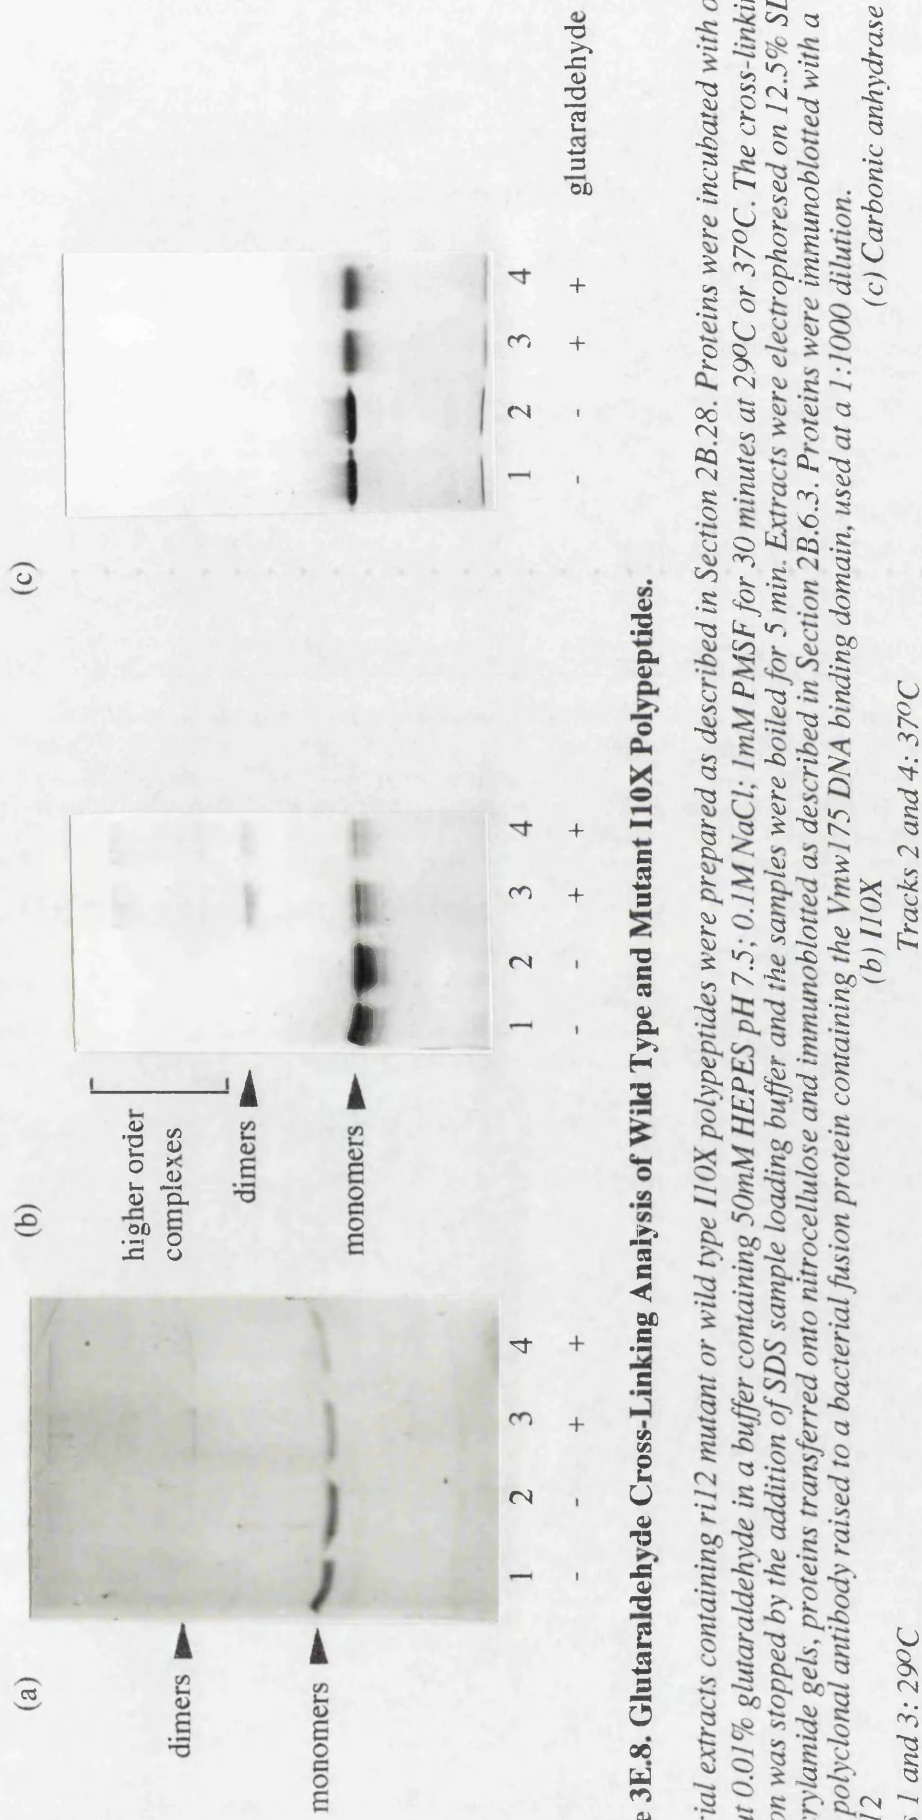 (a)
(b)
(c)
dimers
monomers
higher order
complexes
dimers
monomers
1 2 3 4
- - + +
1 2 3 4
- - + +
1 2 3 4
- - + + glutaraldehyde
3E.8. Glutaraldehyde Cross-Linking Analysis of Wild Type and Mutant I10X Polypeptides.
extracts containing ri12 mutant or wild type I10X polypeptides were prepared as described in Section 2B.28. Proteins were incubated with
0.01% glutaraldehyde in a buffer containing 50mM HEPES pH 7.5; 0.1M NaCl; 1mM PMSF for 30 minutes at 29ºC or 37ºC. The
was stopped by the addition of SDS sample loading buffer and the samples were boiled for 5 min. Extracts were electrophoresed on 12.5%
gels, proteins transferred onto nitrocellulose and immunoblotted as described in Section 2B.6.3. Proteins were immunoblotted with a
polyclonal antibody raised to a bacterial fusion protein containing the Vmw175 DNA binding domain, used at a 1:1000 dilution.
(b) I10X (c) Carbonic anhydrase
1 and 3: 29ºC Tracks 2 and 4: 37ºC